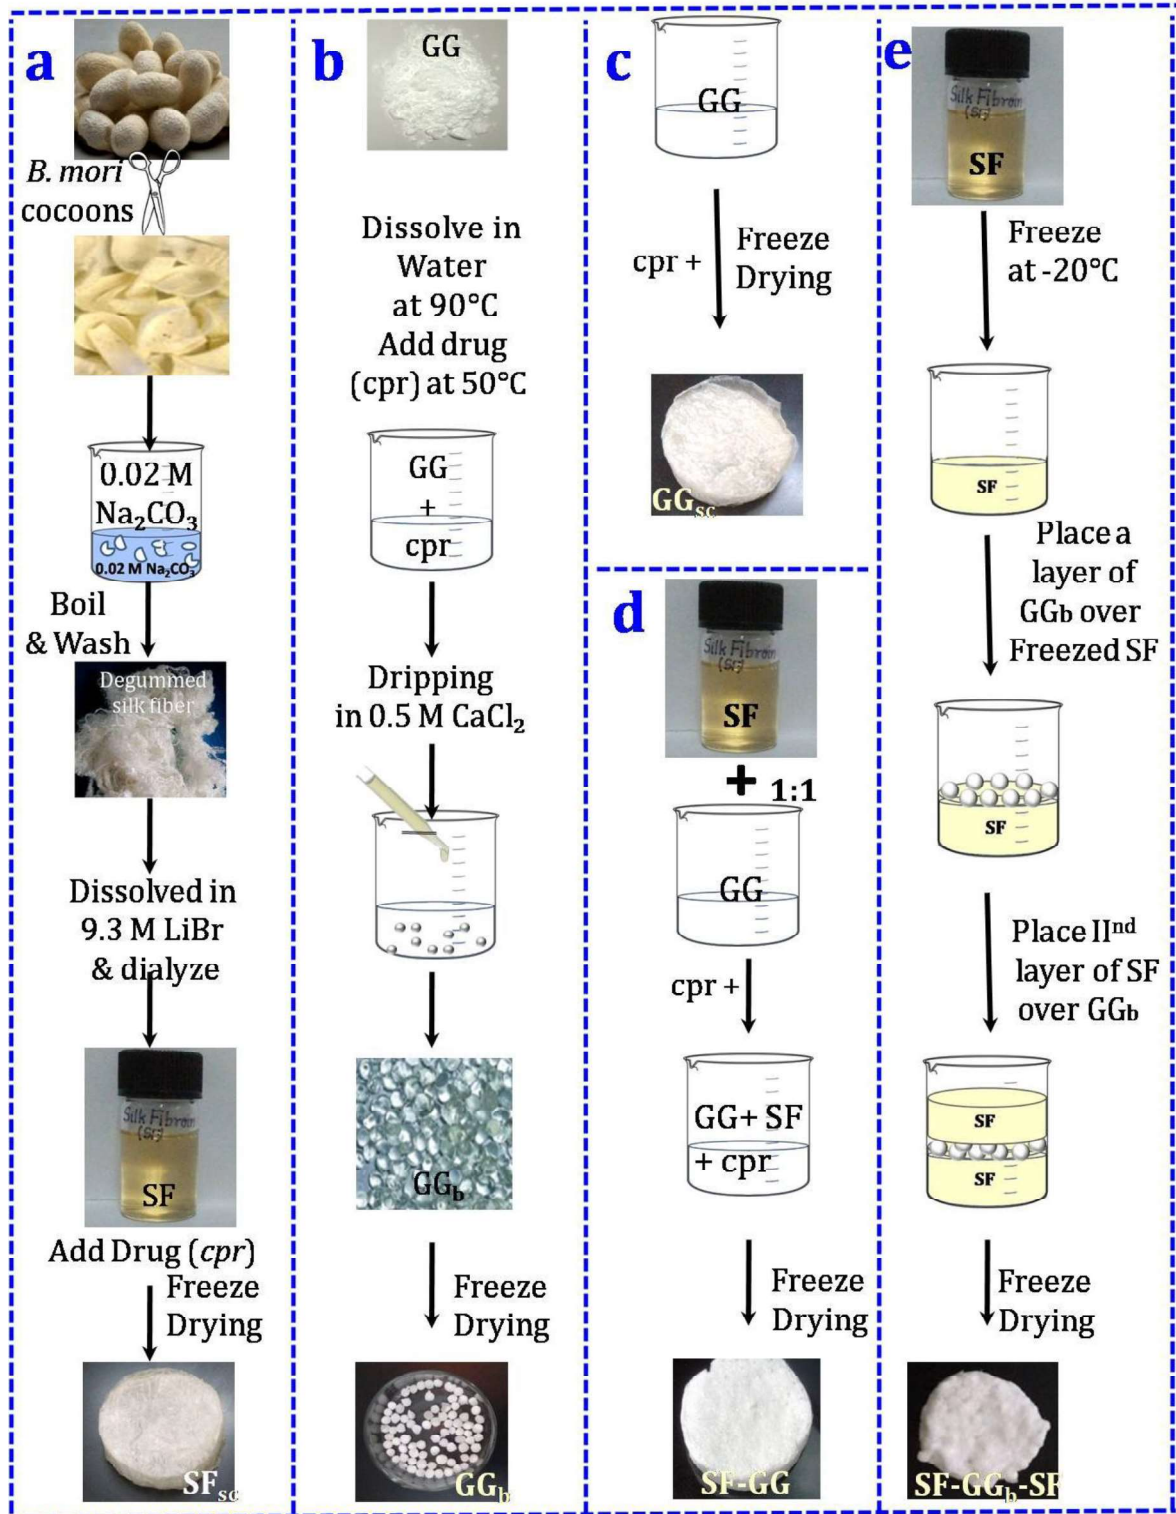 a
B. mori
cocoons
0.02 M
Na₂CO₃
0.02 M Na₂CO₃
Boil
& Wash
Degummed
silk fiber
Dissolved in
9.3 M LiBr
& dialyze
Silk Fibroin
(SF)
SF
Add Drug (cpr)
Freeze
Drying
SFsc
b
GG
Dissolve in
Water
at 90°C
Add drug
(cpr) at 50°C
GG
+
cpr
Dripping
in 0.5 M CaCl₂
GGb
Freeze
Drying
GGb
c
GG
cpr +
Freeze
Drying
GGsc
d
Silk Fibroin
(SF)
SF
+ 1:1
GG
cpr +
GG+ SF
+ cpr
Freeze
Drying
SF-GG
e
Silk Fibroin
(SF)
SF
Freeze
at -20°C
SF
Place a
layer of
GGb over
Freezed SF
SF
Place IInd
layer of SF
over GGb
SF
SF
Freeze
Drying
SF-GGb-SF